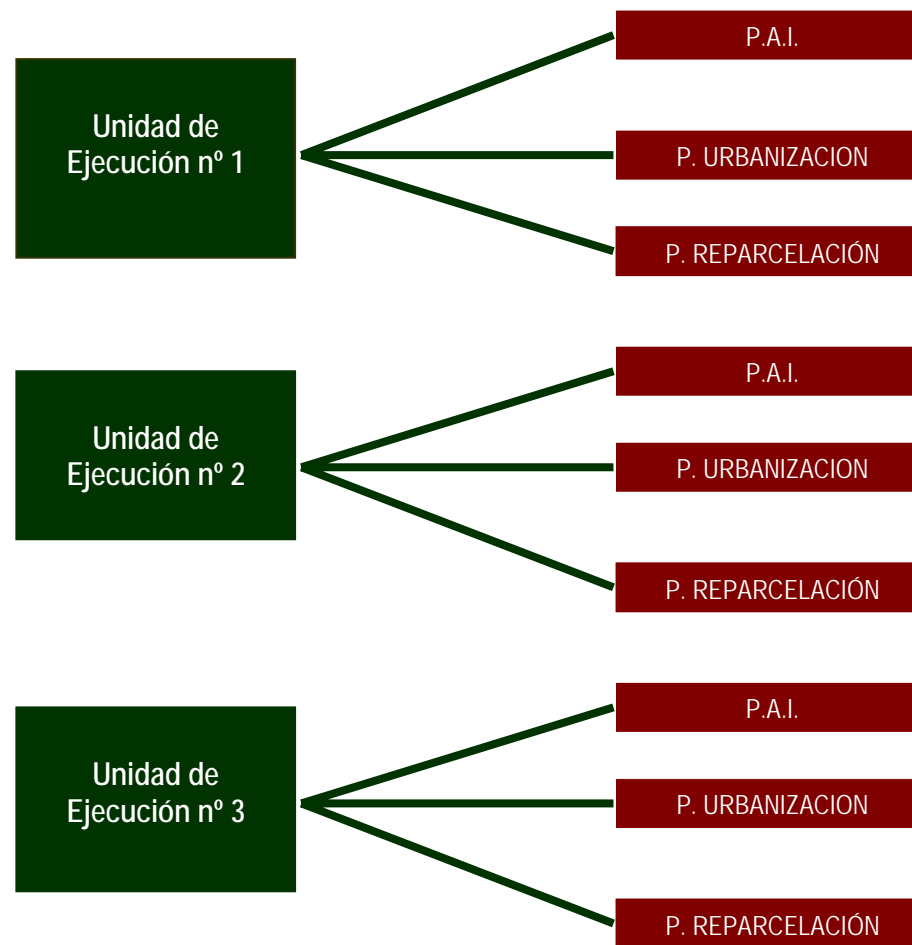 P.A.I.
Unidad de
Ejecución nº 1
P. URBANIZACION
P. REPARCELACIÓN
P.A.I.
Unidad de
Ejecución nº 2
P. URBANIZACION
P. REPARCELACIÓN
P.A.I.
Unidad de
Ejecución nº 3
P. URBANIZACION
P. REPARCELACIÓN